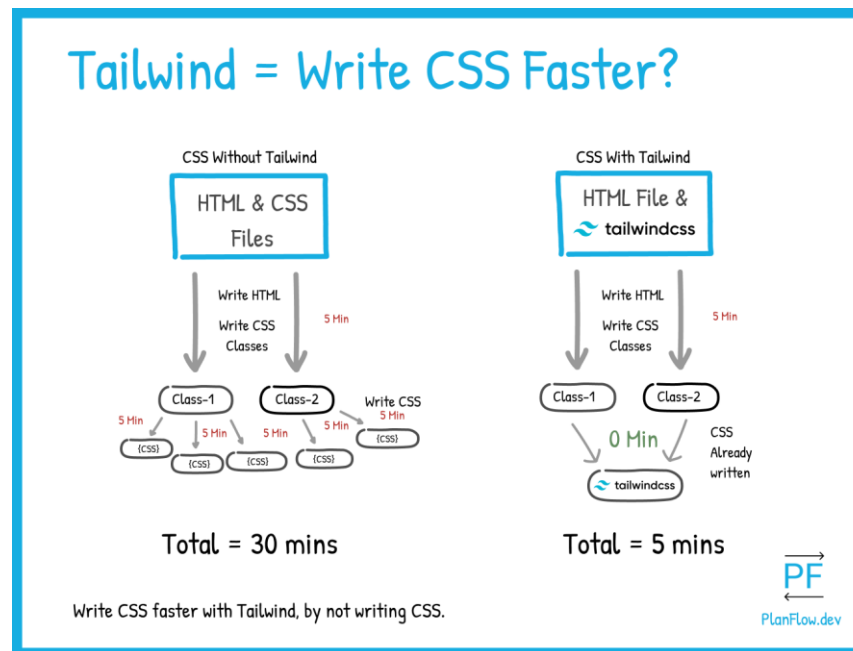 Tailwind = Write CSS Faster?
CSS Without Tailwind
HTML & CSS
Files
Write HTML
Write CSS
Classes
5 Min
Class-1
Class-2
Write CSS
5 Min
5 Min
5 Min
5 Min
5 Min
{CSS}
{CSS}
{CSS}
{CSS}
{CSS}
Total = 30 mins
CSS With Tailwind
HTML File &
tailwindcss
Write HTML
Write CSS
Classes
5 Min
Class-1
Class-2
0 Min
CSS
Already
written
tailwindcss
Total = 5 mins
Write CSS faster with Tailwind, by not writing CSS.
PF
PlanFlow.dev